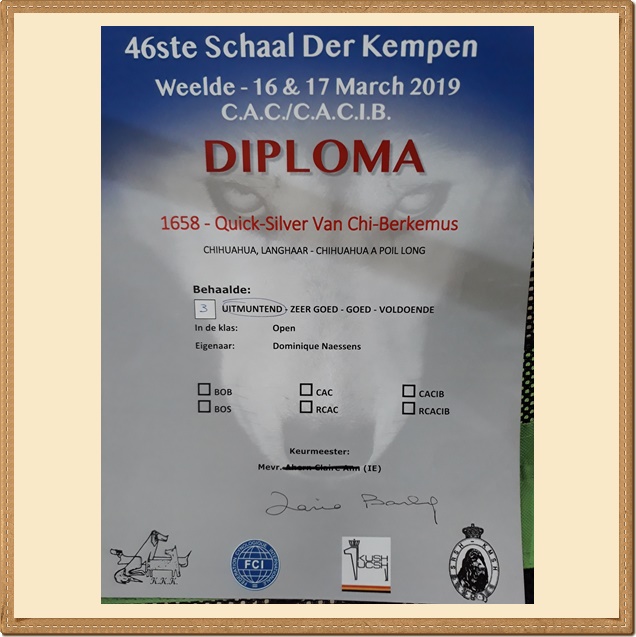 46ste Schaal Der Kempen
Weelde - 16 & 17 March 2019
C.A.C./C.A.C.I.B.
DIPLOMA
1658 - Quick-Silver Van Chi-Berkemus
CHIHUAHUA, LANGHAAR - CHIHUAHUA A POIL LONG
Behaalde:
3 UITMUNTEND - ZEER GOED - GOED - VOLDOENDE
In de klas: Open
Eigenaar: Dominique Naessens
BOB CAC CACIB
BOS RCAC RCACIB
Keurmeester:
Mevr. Ahern Claire Ann (IE)
K.K.K.
FCI
KUSH
DOSH